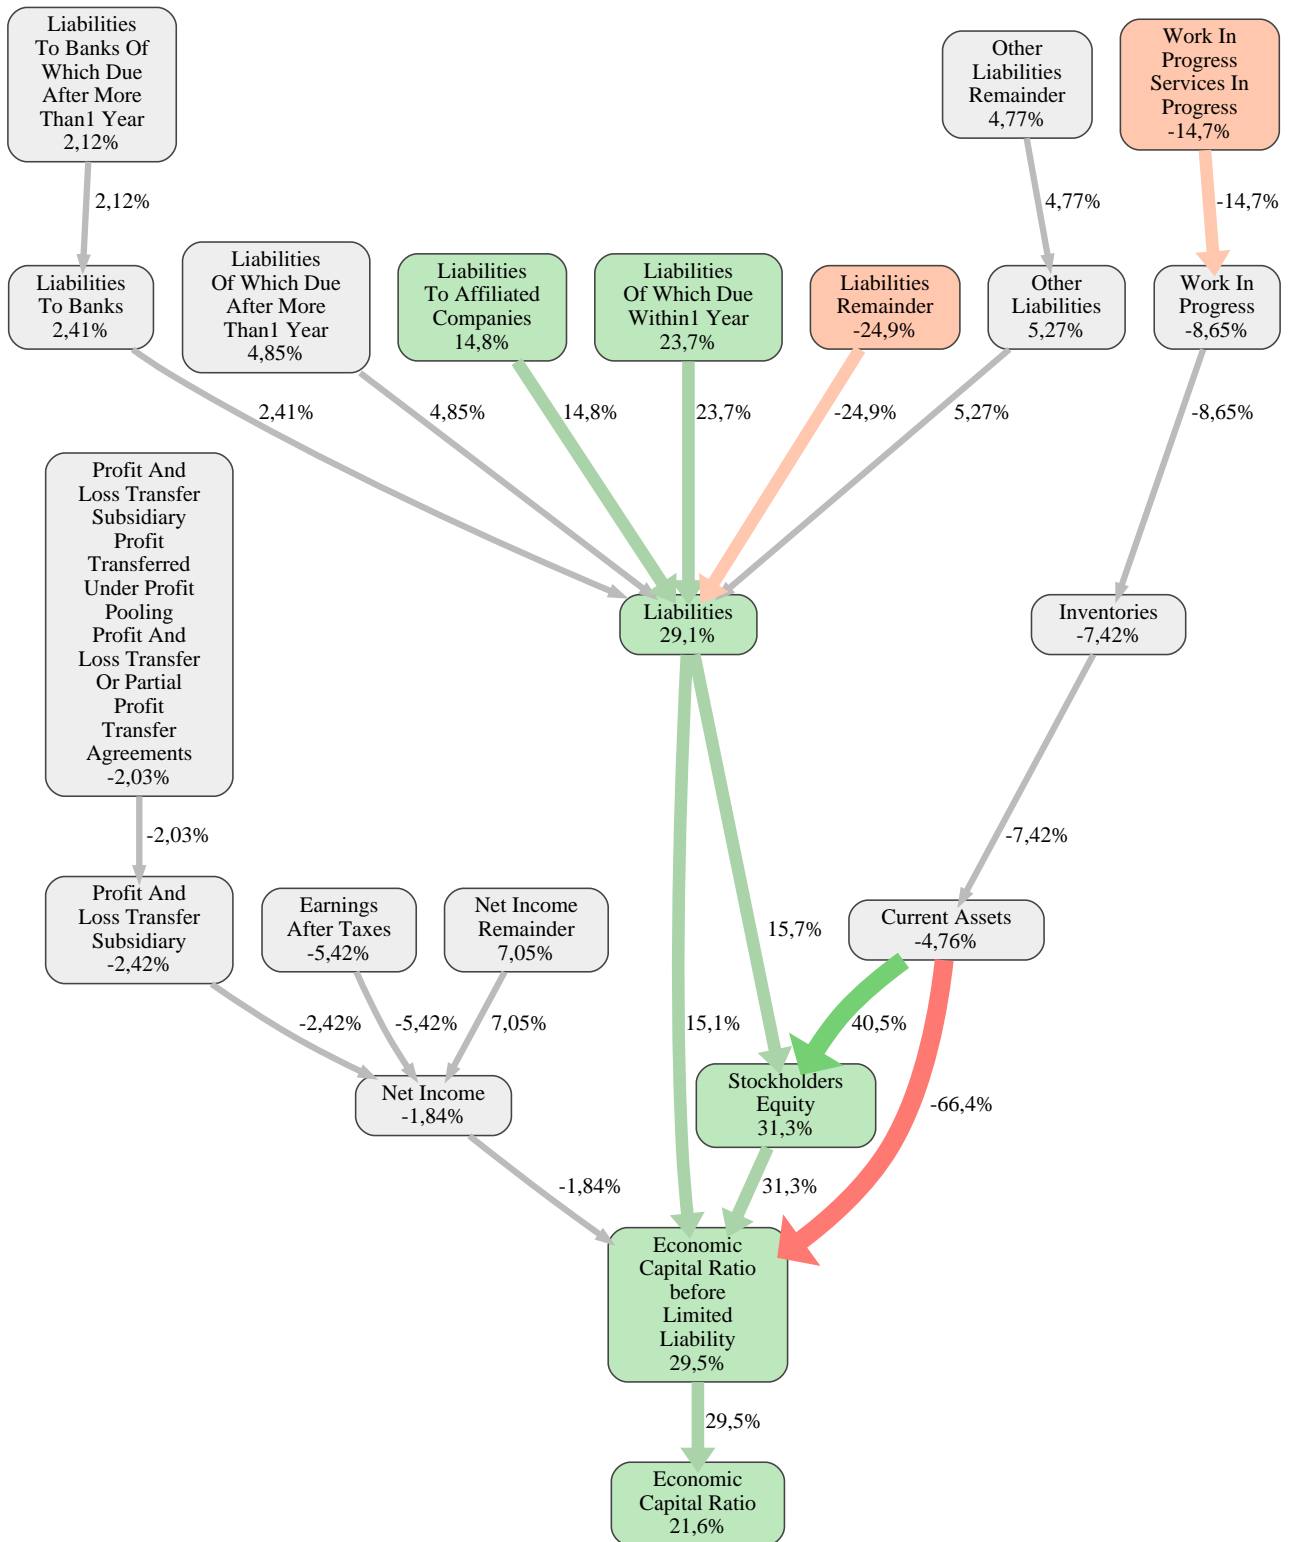 Liabilities
To Banks Of
Which Due
After More
Than1 Year
2,12%
Other
Liabilities
Remainder
4,77%
Work In
Progress
Services In
Progress
-14,7%
2,12%
4,77%
-14,7%
Liabilities
To Banks
2,41%
Liabilities
Of Which Due
After More
Than1 Year
4,85%
Liabilities
To Affiliated
Companies
14,8%
Liabilities
Of Which Due
Within1 Year
23,7%
Liabilities
Remainder
-24,9%
Other
Liabilities
5,27%
Work In
Progress
-8,65%
2,41%
4,85%
14,8%
23,7%
-24,9%
5,27%
-8,65%
Profit And
Loss Transfer
Subsidiary
Profit
Transferred
Under Profit
Pooling
Profit And
Loss Transfer
Or Partial
Profit
Transfer
Agreements
-2,03%
Liabilities
29,1%
Inventories
-7,42%
-2,03%
-7,42%
Profit And
Loss Transfer
Subsidiary
-2,42%
Earnings
After Taxes
-5,42%
Net Income
Remainder
7,05%
15,7%
Current Assets
-4,76%
-2,42%
-5,42%
7,05%
15,1%
40,5%
Net Income
-1,84%
Stockholders
Equity
31,3%
-66,4%
-1,84%
31,3%
Economic
Capital Ratio
before
Limited
Liability
29,5%
29,5%
Economic
Capital Ratio
21,6%